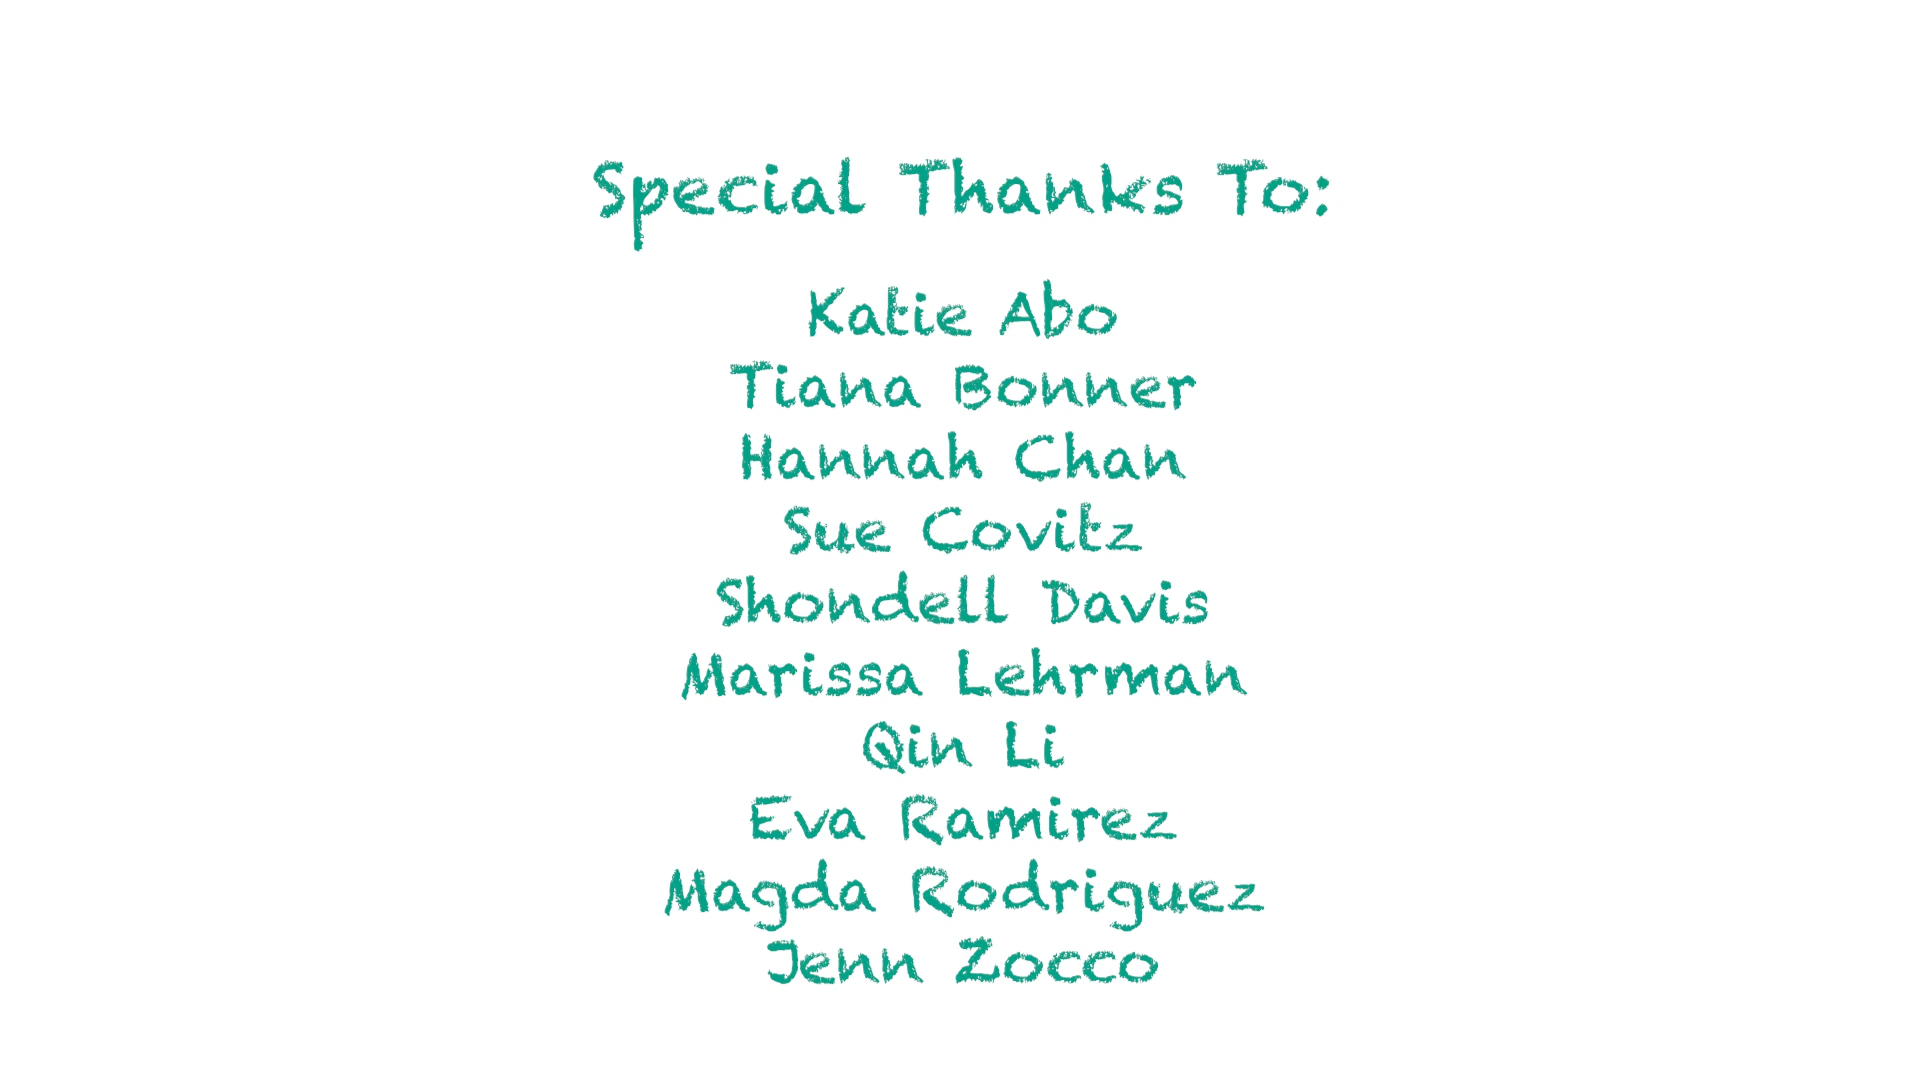 Special Thanks To:
Katie Abo
Tiana Bonner
Hannah Chan
Sue Covitz
Shondell Davis
Marissa Lehrman
Qin Li
Eva Ramirez
Magda Rodriguez
Jenn Zocco